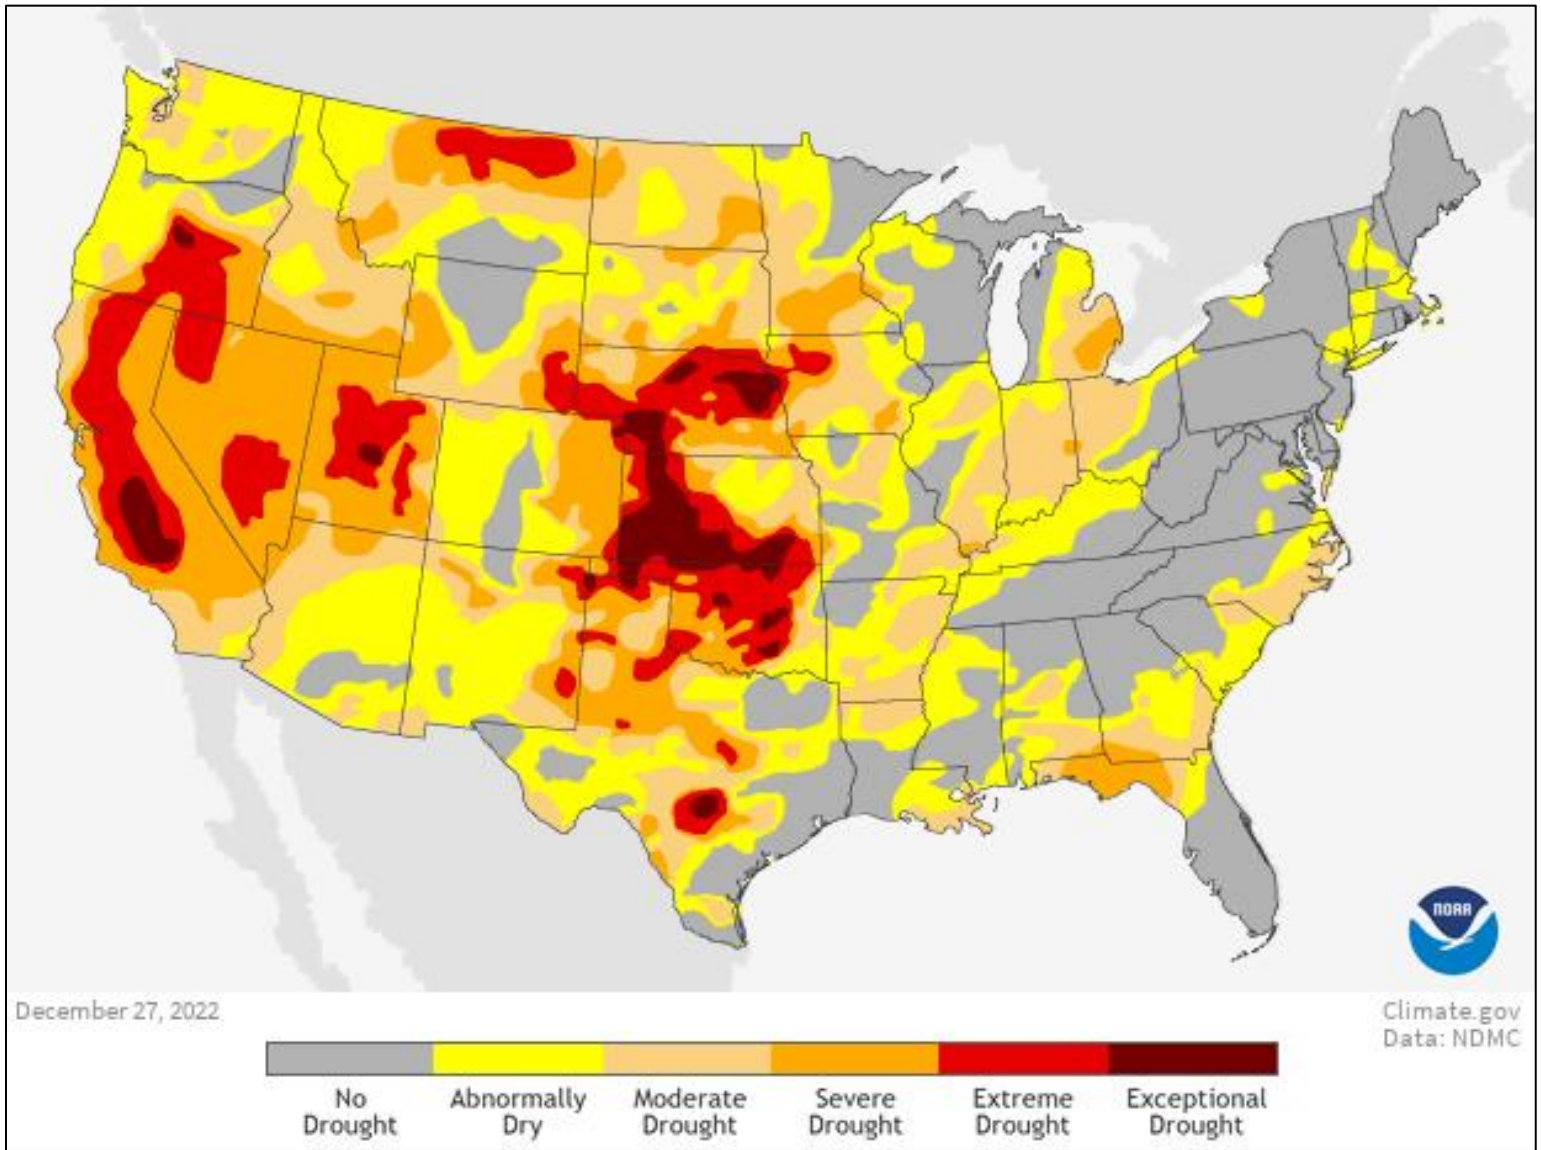 NOAA
December 27, 2022
Climate.gov
Data: NDMC
No
Drought
Abnormally
Dry
Moderate
Drought
Severe
Drought
Extreme
Drought
Exceptional
Drought